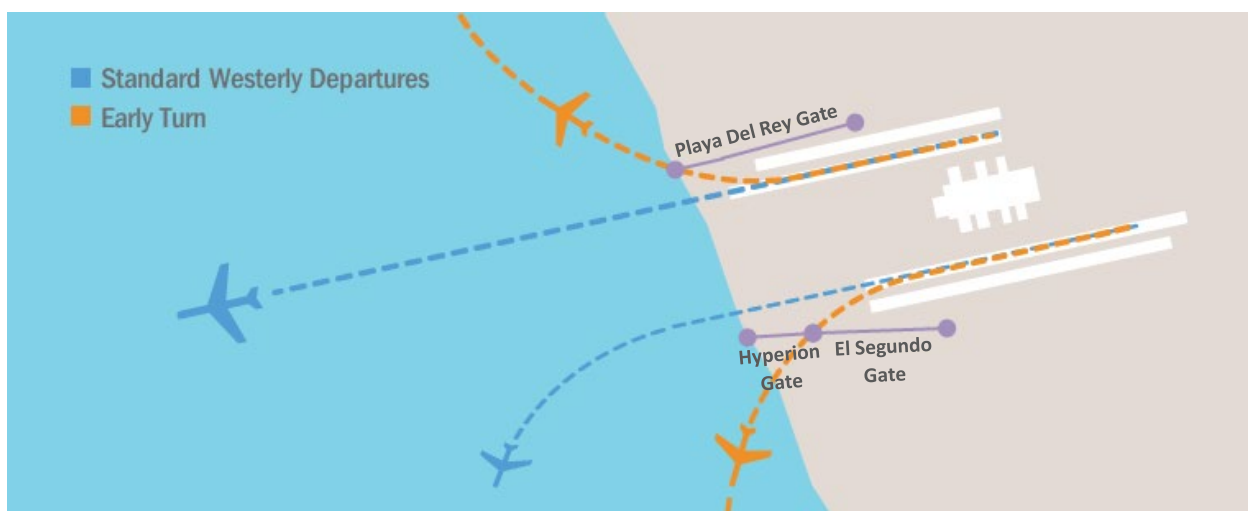 Standard Westerly Departures
Early Turn
Playa Del Rey Gate
Hyperion
Gate
El Segundo
Gate